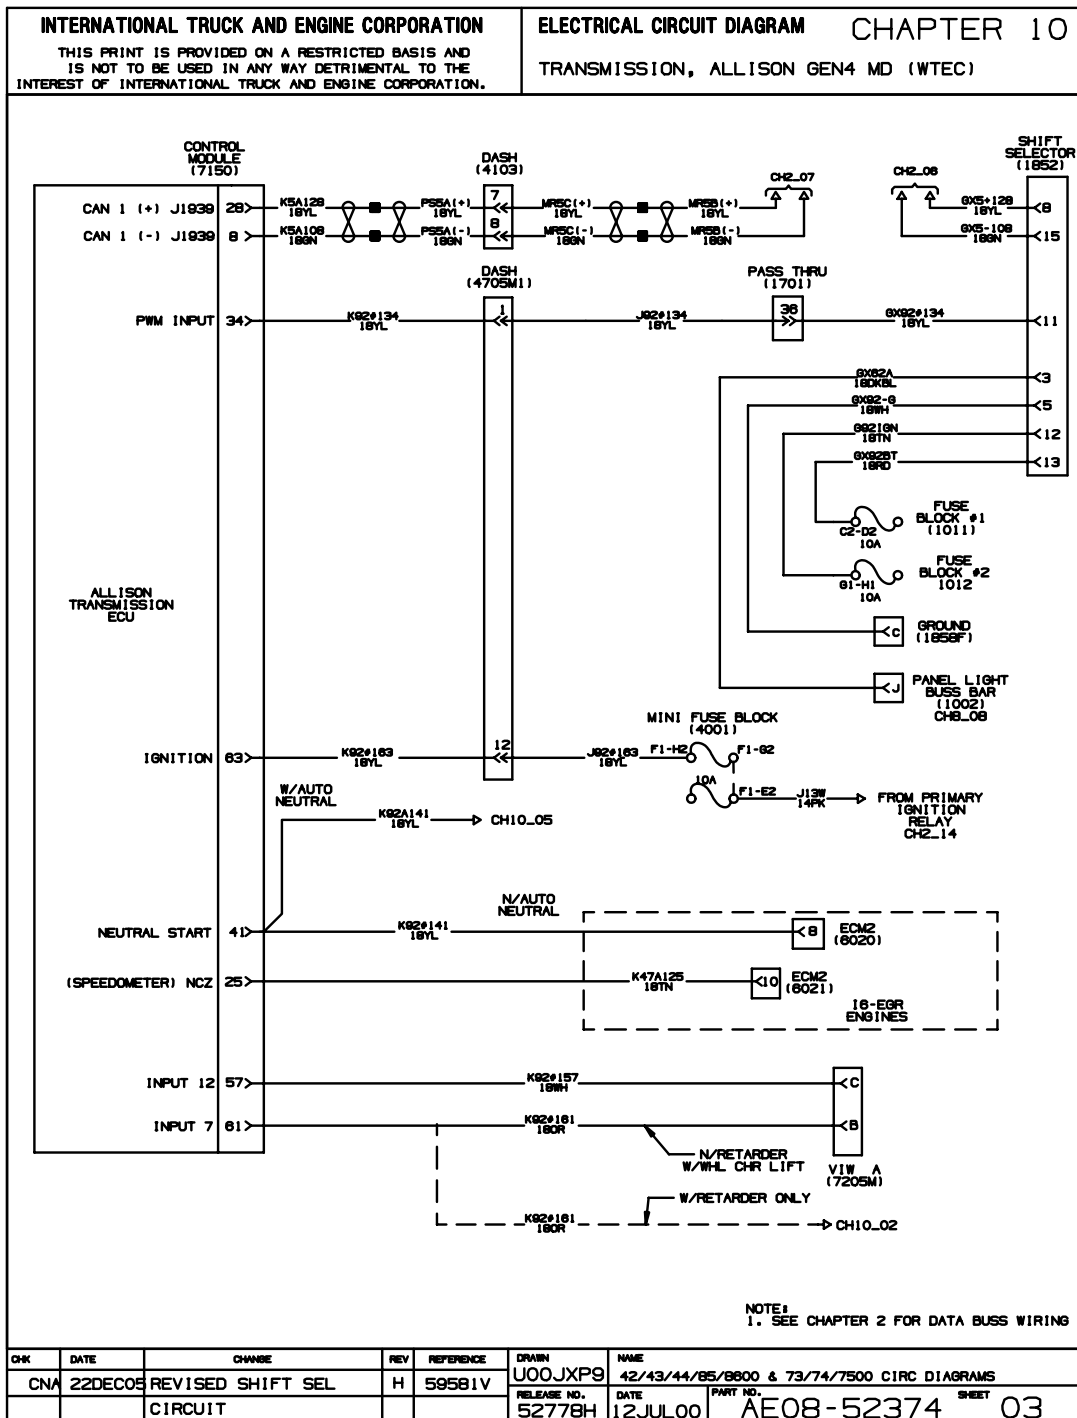 INTERNATIONAL TRUCK AND ENGINE CORPORATION
THIS PRINT IS PROVIDED ON A RESTRICTED BASIS AND
IS NOT TO BE USED IN ANY WAY DETRIMENTAL TO THE
INTEREST OF INTERNATIONAL TRUCK AND ENGINE CORPORATION.
ELECTRICAL CIRCUIT DIAGRAM CHAPTER 10
TRANSMISSION, ALLISON GEN4 MD (WTEC)
CONTROL
MODULE
(7150)
DASH
(4103)
CH2_07
CH2_06
SHIFT
SELECTOR
(1852)
CAN 1 (+) J1939 28
K5A128
18YL
PS5A(+)
18YL
7
MR5C(+)
18YL
MR5B(+)
18YL
GX5+128
18YL
8
CAN 1 (-) J1939 8
K5A108
18GN
PS5A(-)
18GN
8
MR5C(-)
18GN
MR5B(-)
18GN
GX5-108
18GN
15
DASH
(4705M1)
PASS THRU
(1701)
PWM INPUT 34
K92#134
18YL
1
J92#134
18YL
36
GX92#134
18YL
11
GX62A
18DKBL
3
GX92-G
18WH
5
G92IGN
18TN
12
GX92BT
18RD
13
C2-D2
10A
FUSE
BLOCK #1
(1011)
G1-H1
10A
FUSE
BLOCK #2
1012
C
GROUND
(1858F)
J
PANEL LIGHT
BUSS BAR
(1002)
CH8_08
ALLISON
TRANSMISSION
ECU
MINI FUSE BLOCK
(4001)
IGNITION 63
K92#163
18YL
12
J92#163
18YL
F1-H2
F1-G2
10A
F1-E2
J13W
14PK
FROM PRIMARY
IGNITION
RELAY
CH2_14
W/AUTO
NEUTRAL
K92A141
18YL
CH10_05
N/AUTO
NEUTRAL
NEUTRAL START 41
K92#141
18YL
8
ECM2
(6020)
(SPEEDOMETER) NCZ 25
K47A125
18TN
10
ECM2
(6021)
I6-EGR
ENGINES
INPUT 12 57
K92#157
18WH
C
INPUT 7 61
K92#161
18OR
B
N/RETARDER
W/WHL CHR LIFT
VIW A
(7205M)
W/RETARDER ONLY
K92#161
18OR
CH10_02
NOTE:
1. SEE CHAPTER 2 FOR DATA BUSS WIRING
CHK DATE CHANGE REV REFERENCE
CNA 22DEC05 REVISED SHIFT SEL H 59581V
CIRCUIT
DRAWN
U00JXP9
NAME
42/43/44/85/8600 & 73/74/7500 CIRC DIAGRAMS
RELEASE NO.
52778H
DATE
12JUL00
PART NO.
AE08-52374
SHEET
03